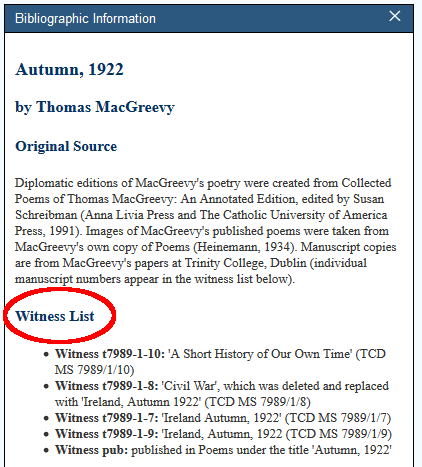 Bibliographic Information
Autumn, 1922
by Thomas MacGreevy
Original Source
Diplomatic editions of MacGreevy's poetry were created from Collected
Poems of Thomas MacGreevy: An Annotated Edition, edited by Susan
Schreibman (Anna Livia Press and The Catholic University of America
Press, 1991). Images of MacGreevy's published poems were taken from
MacGreevy's own copy of Poems (Heinemann, 1934). Manuscript copies
are from MacGreevy's papers at Trinity College, Dublin (individual
manuscript numbers appear in the witness list below).
Witness List
• Witness t7989-1-10: 'A Short History of Our Own Time' (TCD
MS 7989/1/10)
• Witness t7989-1-8: 'Civil War', which was deleted and replaced
with 'Ireland, Autumn 1922' (TCD MS 7989/1/8)
• Witness t7989-1-7: 'Ireland Autumn, 1922' (TCD MS 7989/1/7)
• Witness t7989-1-9: 'Ireland, Autumn, 1922 (TCD MS 7989/1/9)
• Witness pub: published in Poems under the title 'Autumn, 1922'